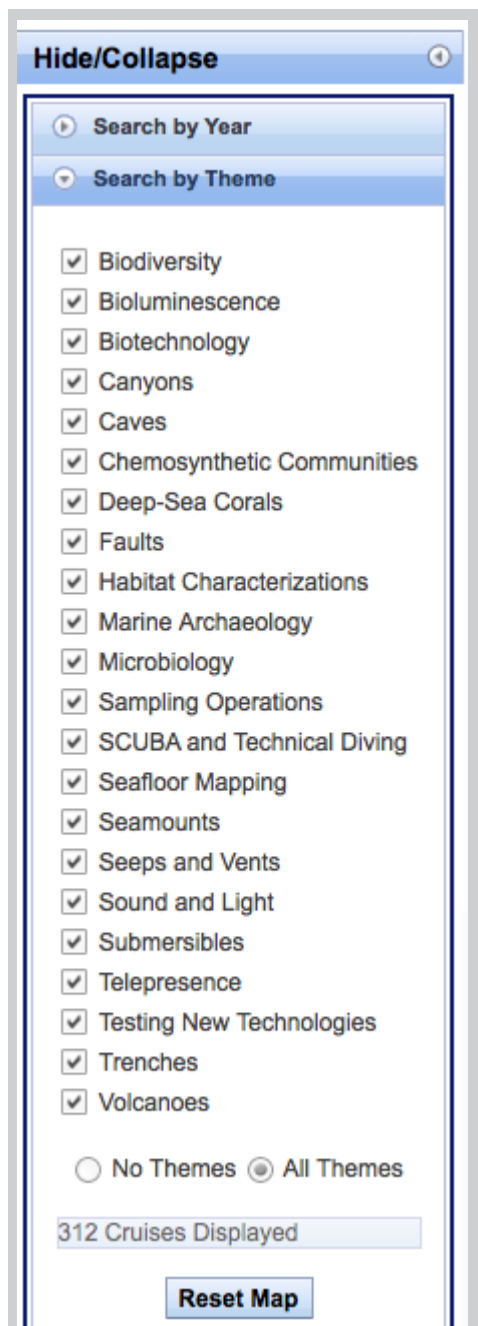 Hide/Collapse
Search by Year
Search by Theme
Biodiversity
Bioluminescence
Biotechnology
Canyons
Caves
Chemosynthetic Communities
Deep-Sea Corals
Faults
Habitat Characterizations
Marine Archaeology
Microbiology
Sampling Operations
SCUBA and Technical Diving
Seafloor Mapping
Seamounts
Seeps and Vents
Sound and Light
Submersibles
Telepresence
Testing New Technologies
Trenches
Volcanoes
No Themes All Themes
312 Cruises Displayed
Reset Map